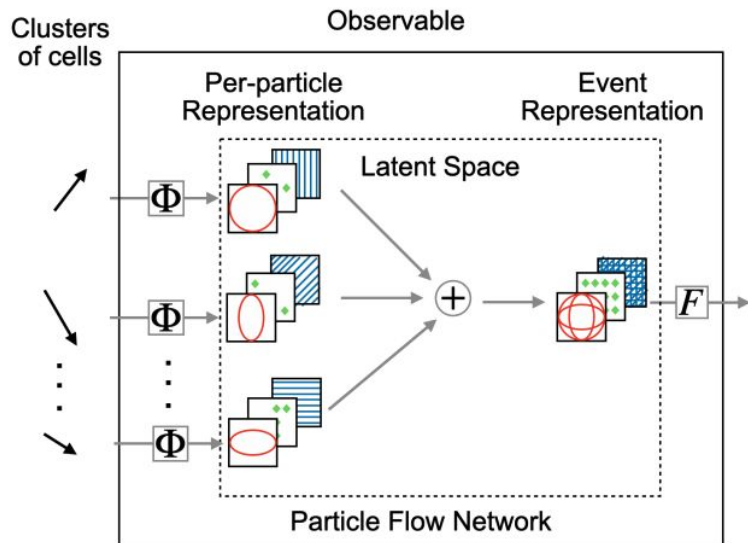 Observable
Clusters
of cells
Per-particle
Representation
Event
Representation
Latent Space
Φ
Φ
Φ
+
F
Particle Flow Network